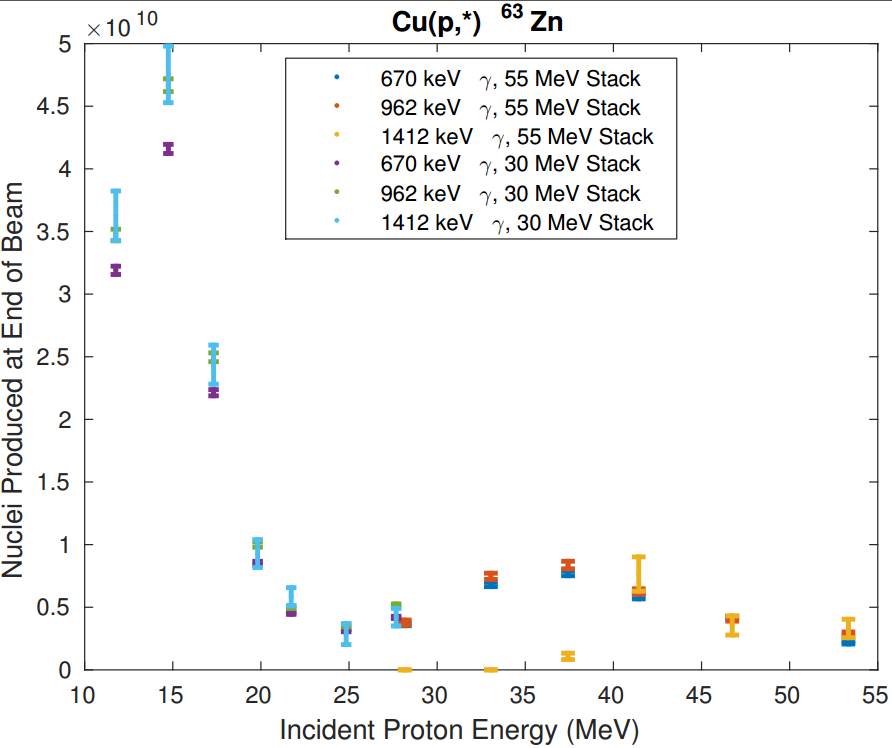 Cu(p,*) ⁶³Zn
×10¹⁰
5
4.5
4
3.5
3
2.5
2
1.5
1
0.5
0
Nuclei Produced at End of Beam
670 keV γ, 55 MeV Stack
962 keV γ, 55 MeV Stack
1412 keV γ, 55 MeV Stack
670 keV γ, 30 MeV Stack
962 keV γ, 30 MeV Stack
1412 keV γ, 30 MeV Stack
10 15 20 25 30 35 40 45 50 55
Incident Proton Energy (MeV)